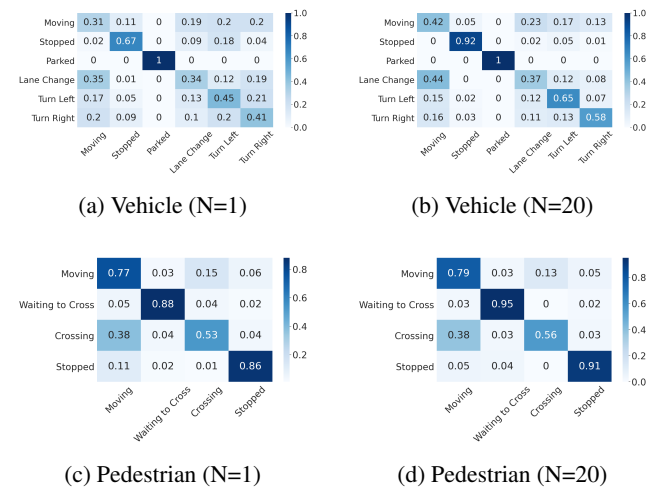 Moving 0.31 0.11 0 0.19 0.2 0.2
Stopped 0.02 0.67 0 0.09 0.18 0.04
Parked 0 0 1 0 0 0
Lane Change 0.35 0.01 0 0.34 0.12 0.19
Turn Left 0.17 0.05 0 0.13 0.45 0.21
Turn Right 0.2 0.09 0 0.1 0.2 0.41
Moving Stopped Parked Lane Change Turn Left Turn Right
1.0
0.8
0.6
0.4
0.2
0.0
(a) Vehicle (N=1)
Moving 0.42 0.05 0 0.23 0.17 0.13
Stopped 0 0.92 0 0.02 0.05 0.01
Parked 0 0 1 0 0 0
Lane Change 0.44 0 0 0.37 0.12 0.08
Turn Left 0.15 0.02 0 0.12 0.65 0.07
Turn Right 0.16 0.03 0 0.11 0.13 0.58
Moving Stopped Parked Lane Change Turn Left Turn Right
1.0
0.8
0.6
0.4
0.2
0.0
(b) Vehicle (N=20)
Moving 0.77 0.03 0.15 0.06
Waiting to Cross 0.05 0.88 0.04 0.02
Crossing 0.38 0.04 0.53 0.04
Stopped 0.11 0.02 0.01 0.86
Moving Waiting to Cross Crossing Stopped
0.8
0.6
0.4
0.2
(c) Pedestrian (N=1)
Moving 0.79 0.03 0.13 0.05
Waiting to Cross 0.03 0.95 0 0.02
Crossing 0.38 0.03 0.56 0.03
Stopped 0.05 0.04 0 0.91
Moving Waiting to Cross Crossing Stopped
0.8
0.6
0.4
0.2
0.0
(d) Pedestrian (N=20)